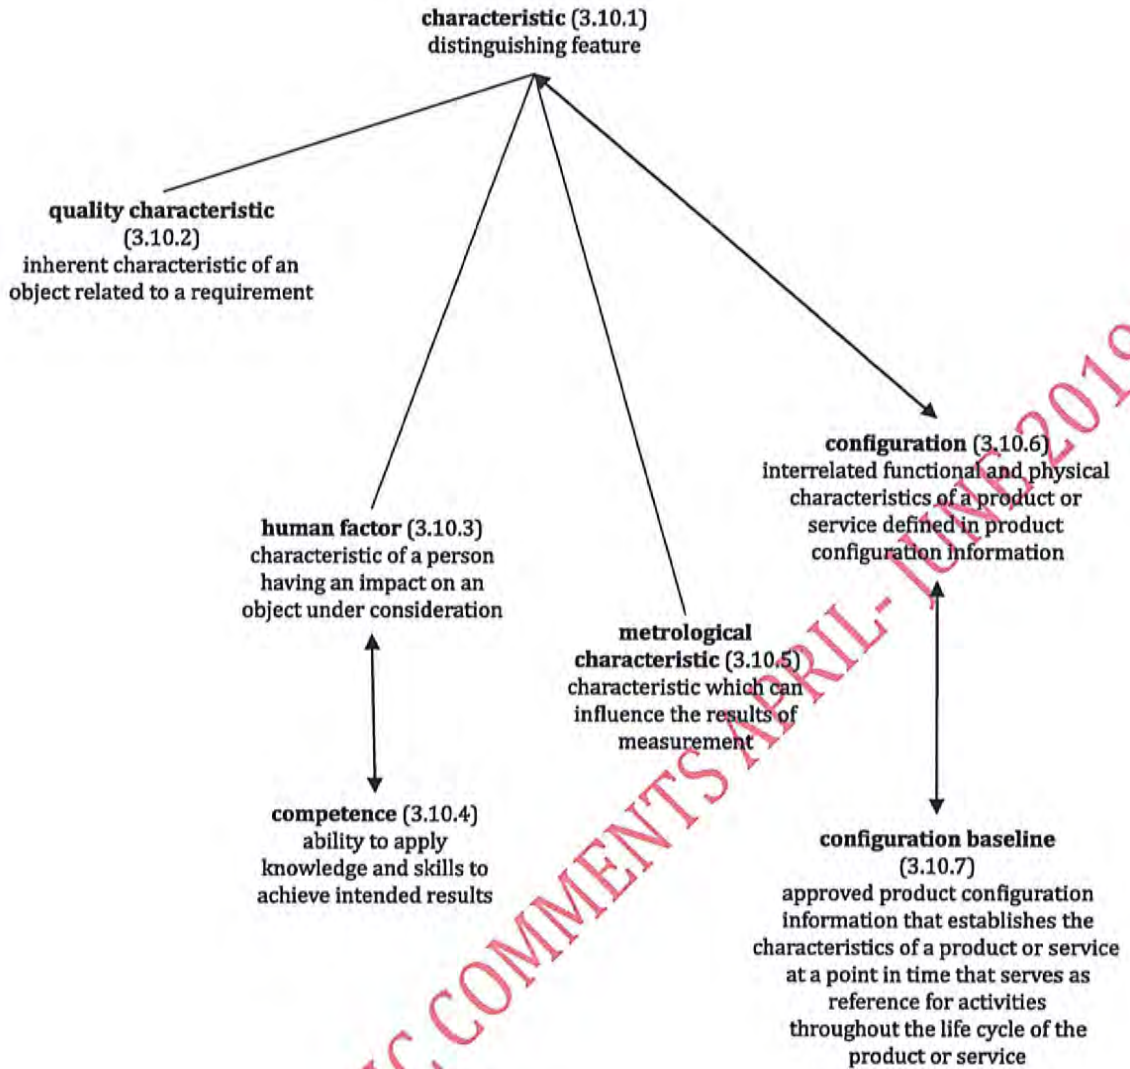 characteristic (3.10.1)
distinguishing feature
quality characteristic
(3.10.2)
inherent characteristic of an
object related to a requirement
configuration (3.10.6)
interrelated functional and physical
characteristics of a product or
service defined in product
configuration information
human factor (3.10.3)
characteristic of a person
having an impact on an
object under consideration
metrological
characteristic (3.10.5)
characteristic which can
influence the results of
measurement
competence (3.10.4)
ability to apply
knowledge and skills to
achieve intended results
configuration baseline
(3.10.7)
approved product configuration
information that establishes the
characteristics of a product or service
at a point in time that serves as
reference for activities
throughout the life cycle of the
product or service
COMMENTS APRIL- JUNE 2019